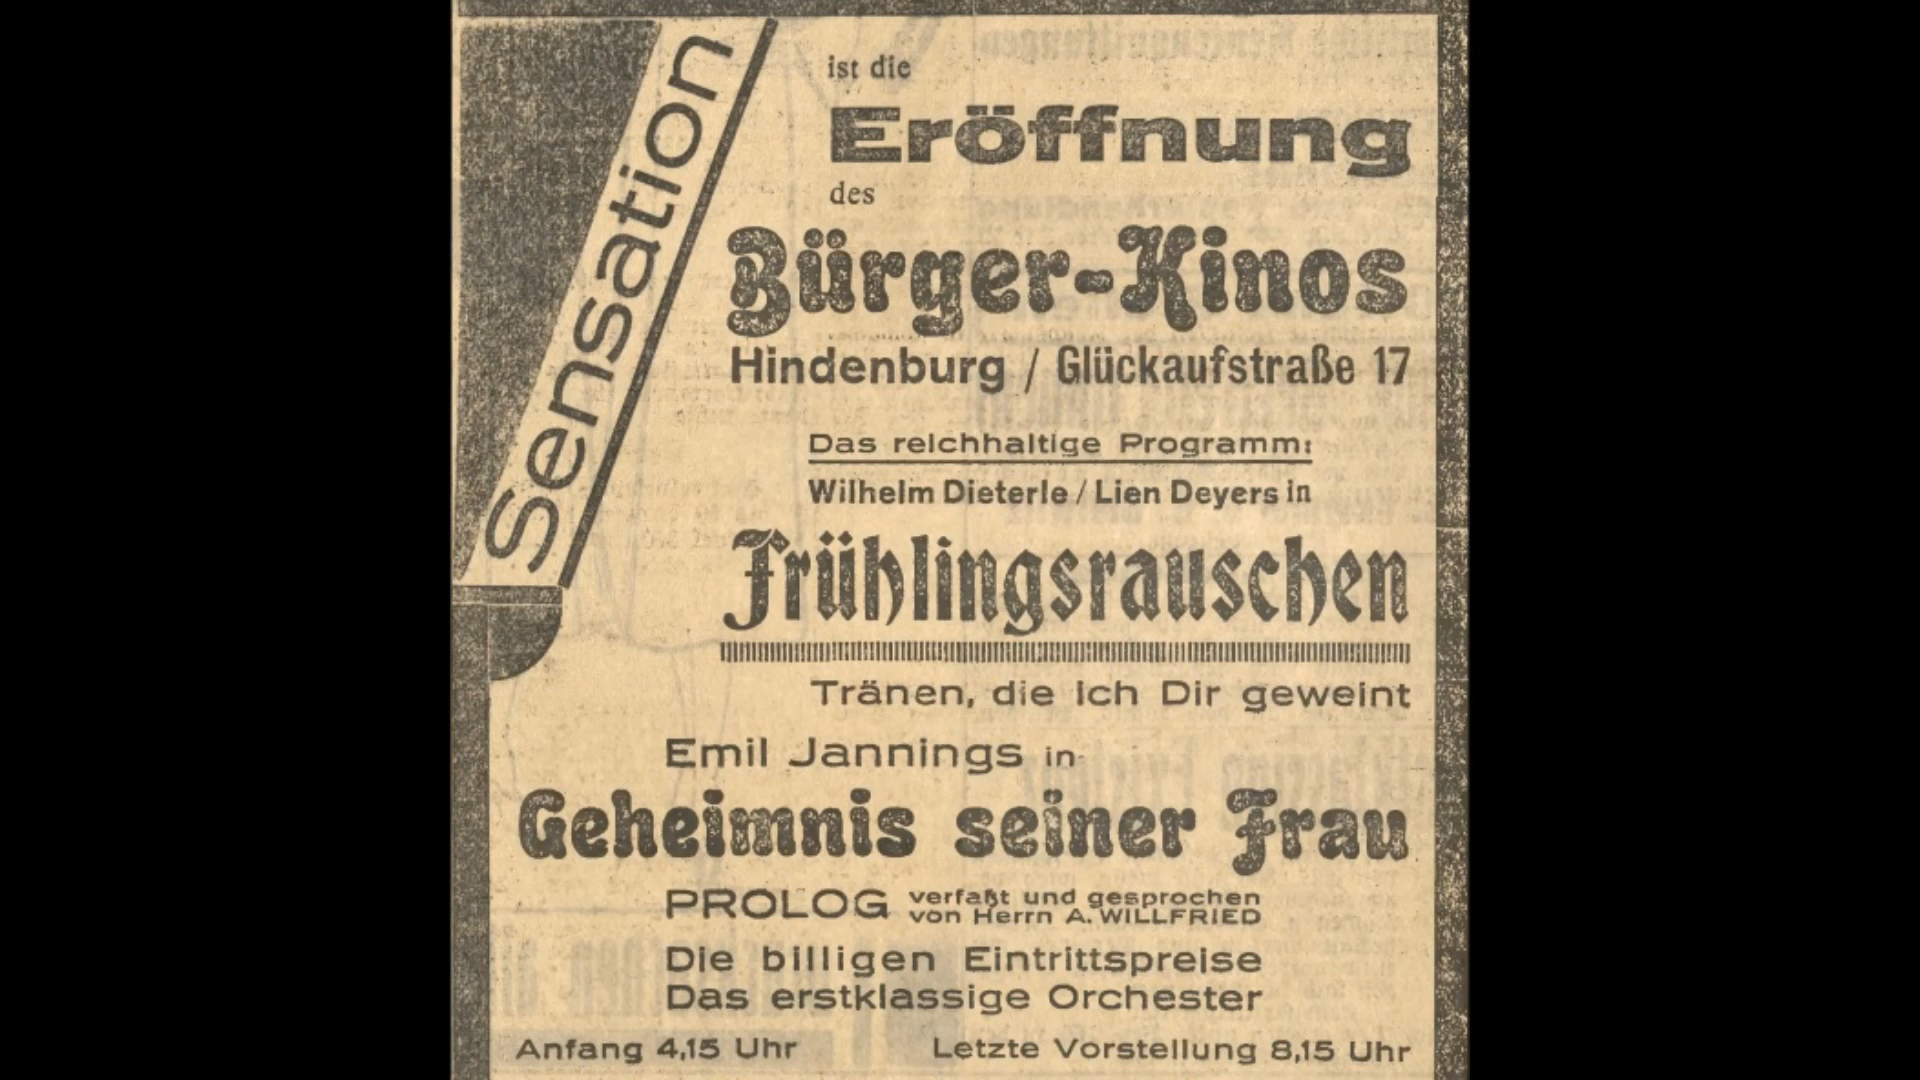 Sensation
ist die
Eröffnung
des
Bürger-Kinos
Hindenburg / Glückaufstraße 17
Das reichhaltige Programm:
Wilhelm Dieterle / Lien Deyers in
Frühlingsrauschen
Tränen, die ich Dir geweint
Emil Jannings in
Geheimnis seiner Frau
PROLOG verfaßt und gesprochen
von Herrn A. WILLFRIED
Die billigen Eintrittspreise
Das erstklassige Orchester
Anfang 4,15 Uhr Letzte Vorstellung 8,15 Uhr